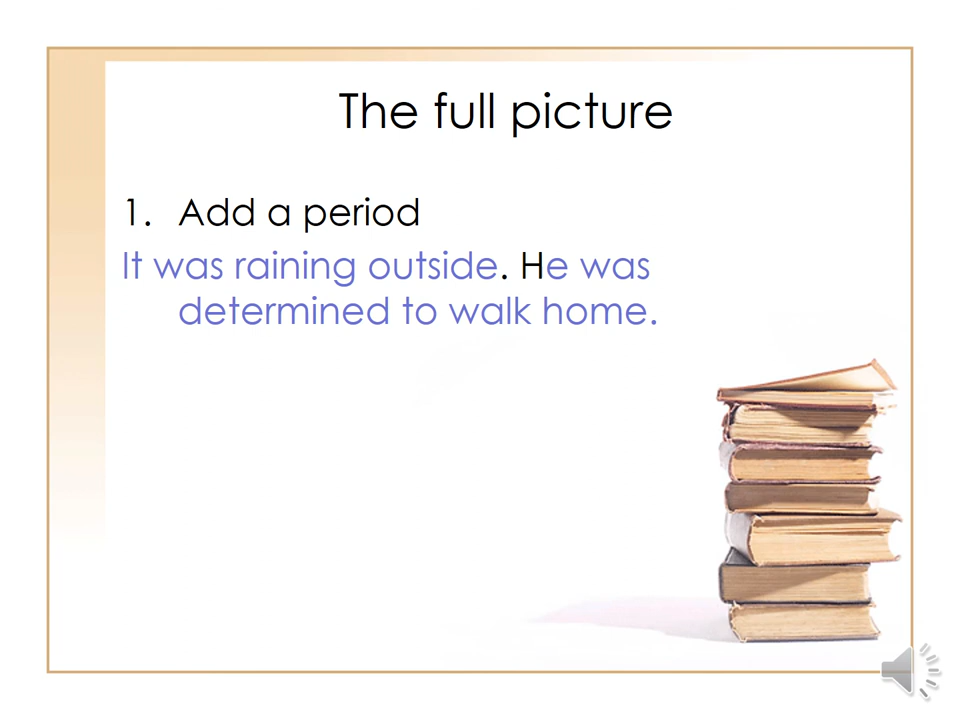 The full picture
1. Add a period
It was raining outside. He was
determined to walk home.